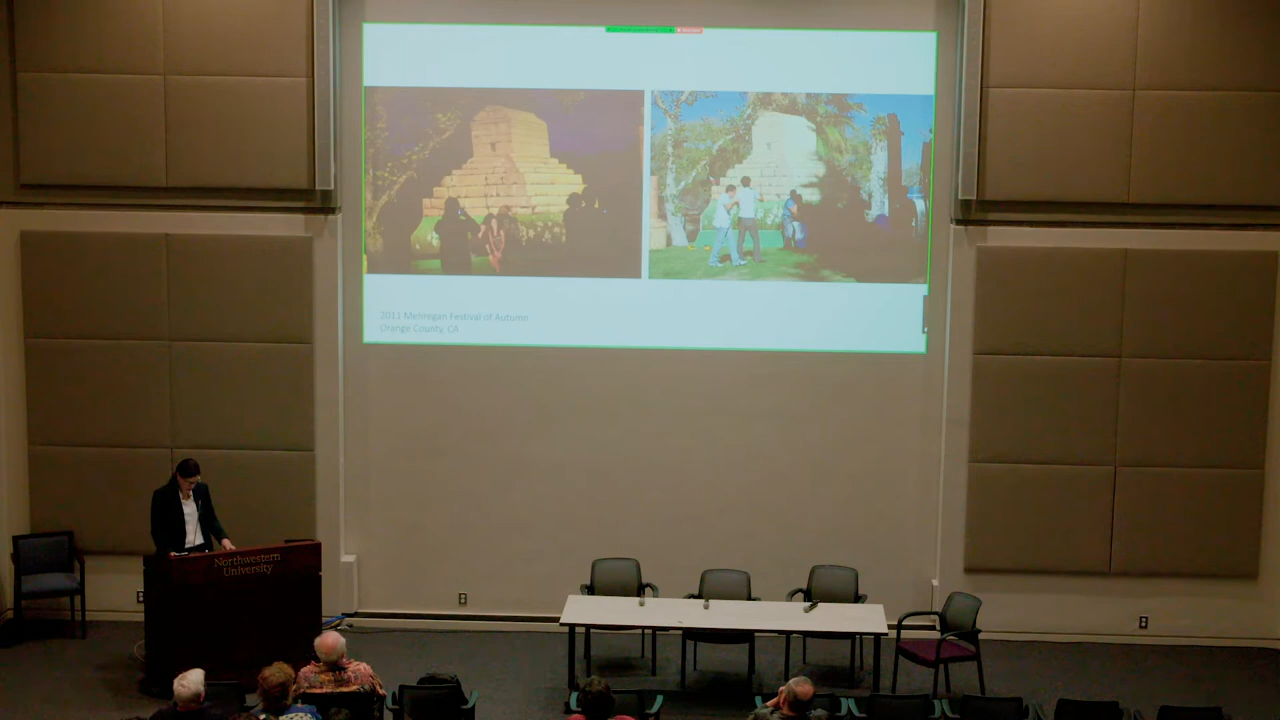 2011 Mehregan Festival of Autumn
Orange County, CA
Northwestern
University